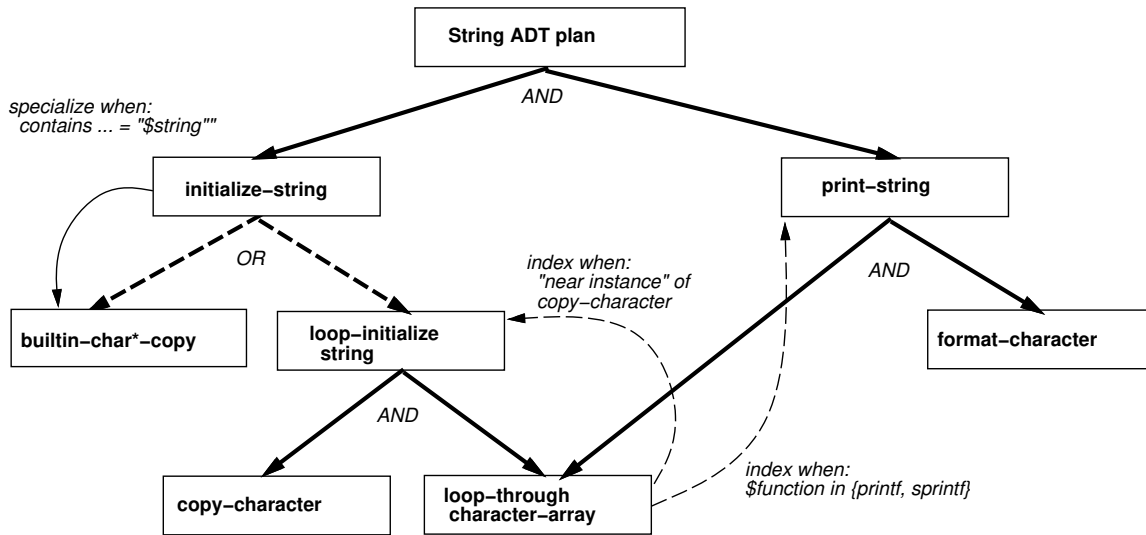 String ADT plan
AND
specialize when:
contains ... = "$string""
initialize–string
print–string
OR
AND
index when:
"near instance" of
copy–character
builtin–char*–copy
loop–initialize
string
format–character
AND
copy–character
loop–through
character–array
index when:
$function in {printf, sprintf}